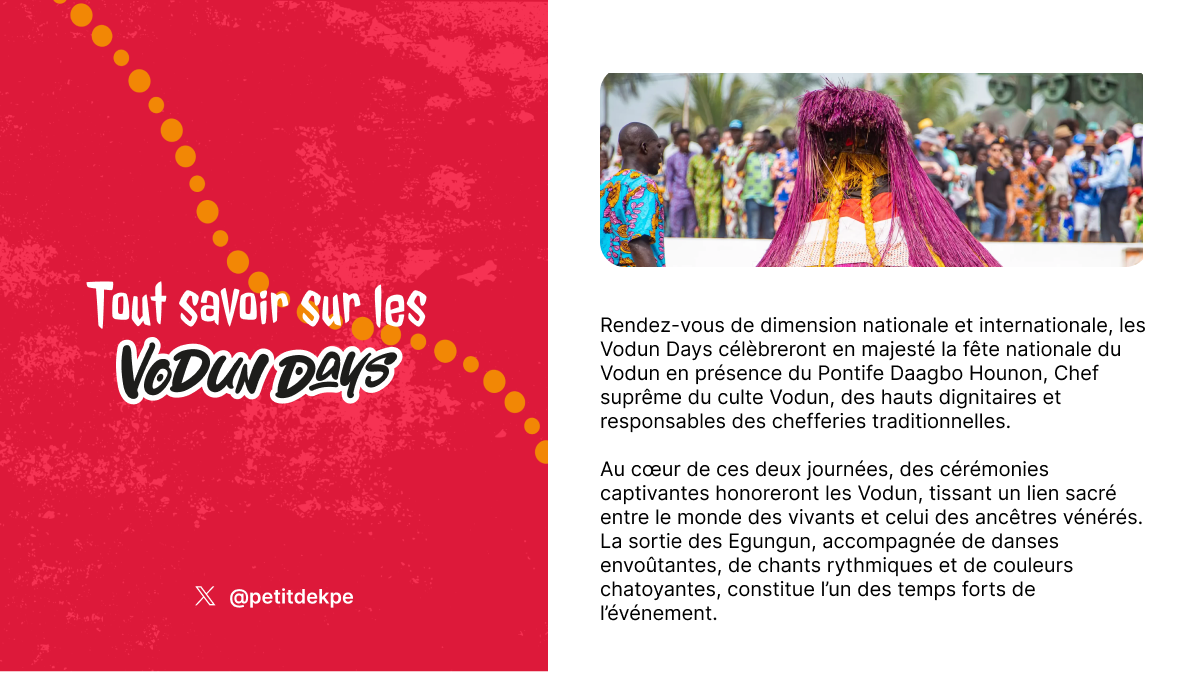 Tout savoir sur les
VODUN DAYS
@petitdekpe
Rendez-vous de dimension nationale et internationale, les
Vodun Days célèbreront en majesté la fête nationale du
Vodun en présence du Pontife Daagbo Hounon, Chef
suprême du culte Vodun, des hauts dignitaires et
responsables des chefferies traditionnelles.
Au cœur de ces deux journées, des cérémonies
captivantes honoreront les Vodun, tissant un lien sacré
entre le monde des vivants et celui des ancêtres vénérés.
La sortie des Egungun, accompagnée de danses
envoûtantes, de chants rythmiques et de couleurs
chatoyantes, constitue l’un des temps forts de
l’événement.